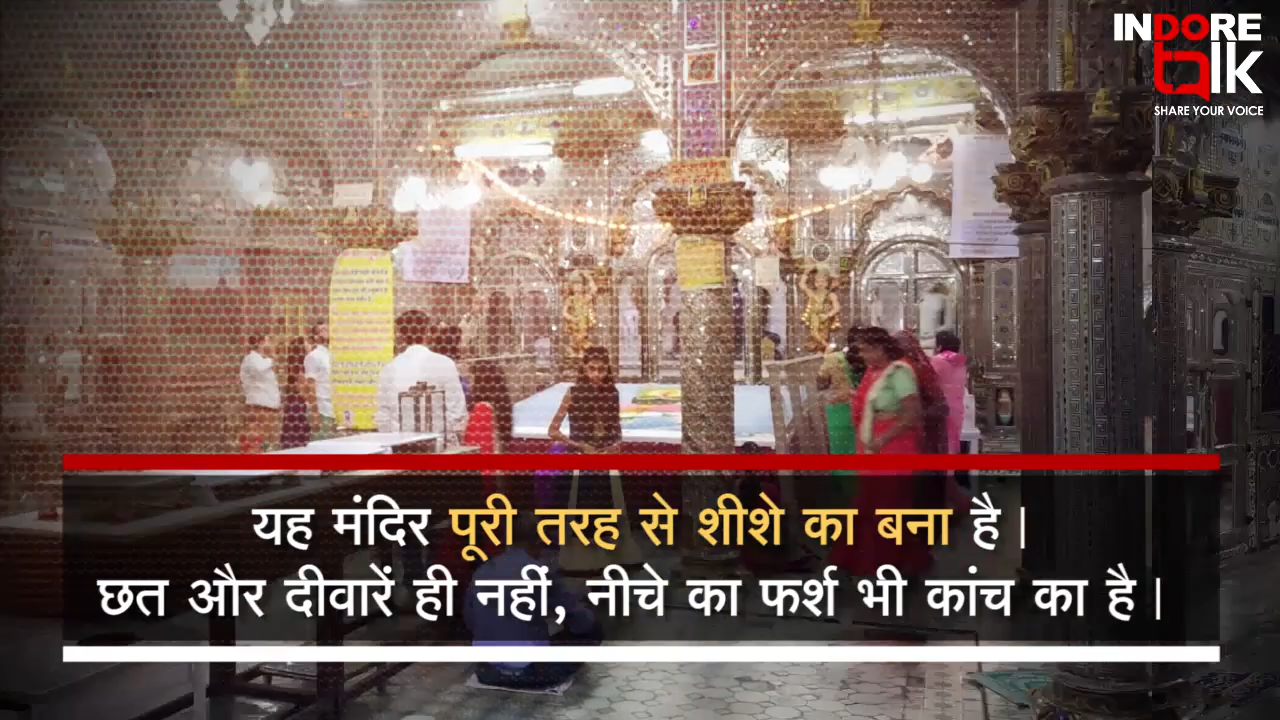 INDORE
talk
SHARE YOUR VOICE
यह मंदिर पूरी तरह से शीशे का बना है।
छत और दीवारें ही नहीं, नीचे का फर्श भी कांच का है।